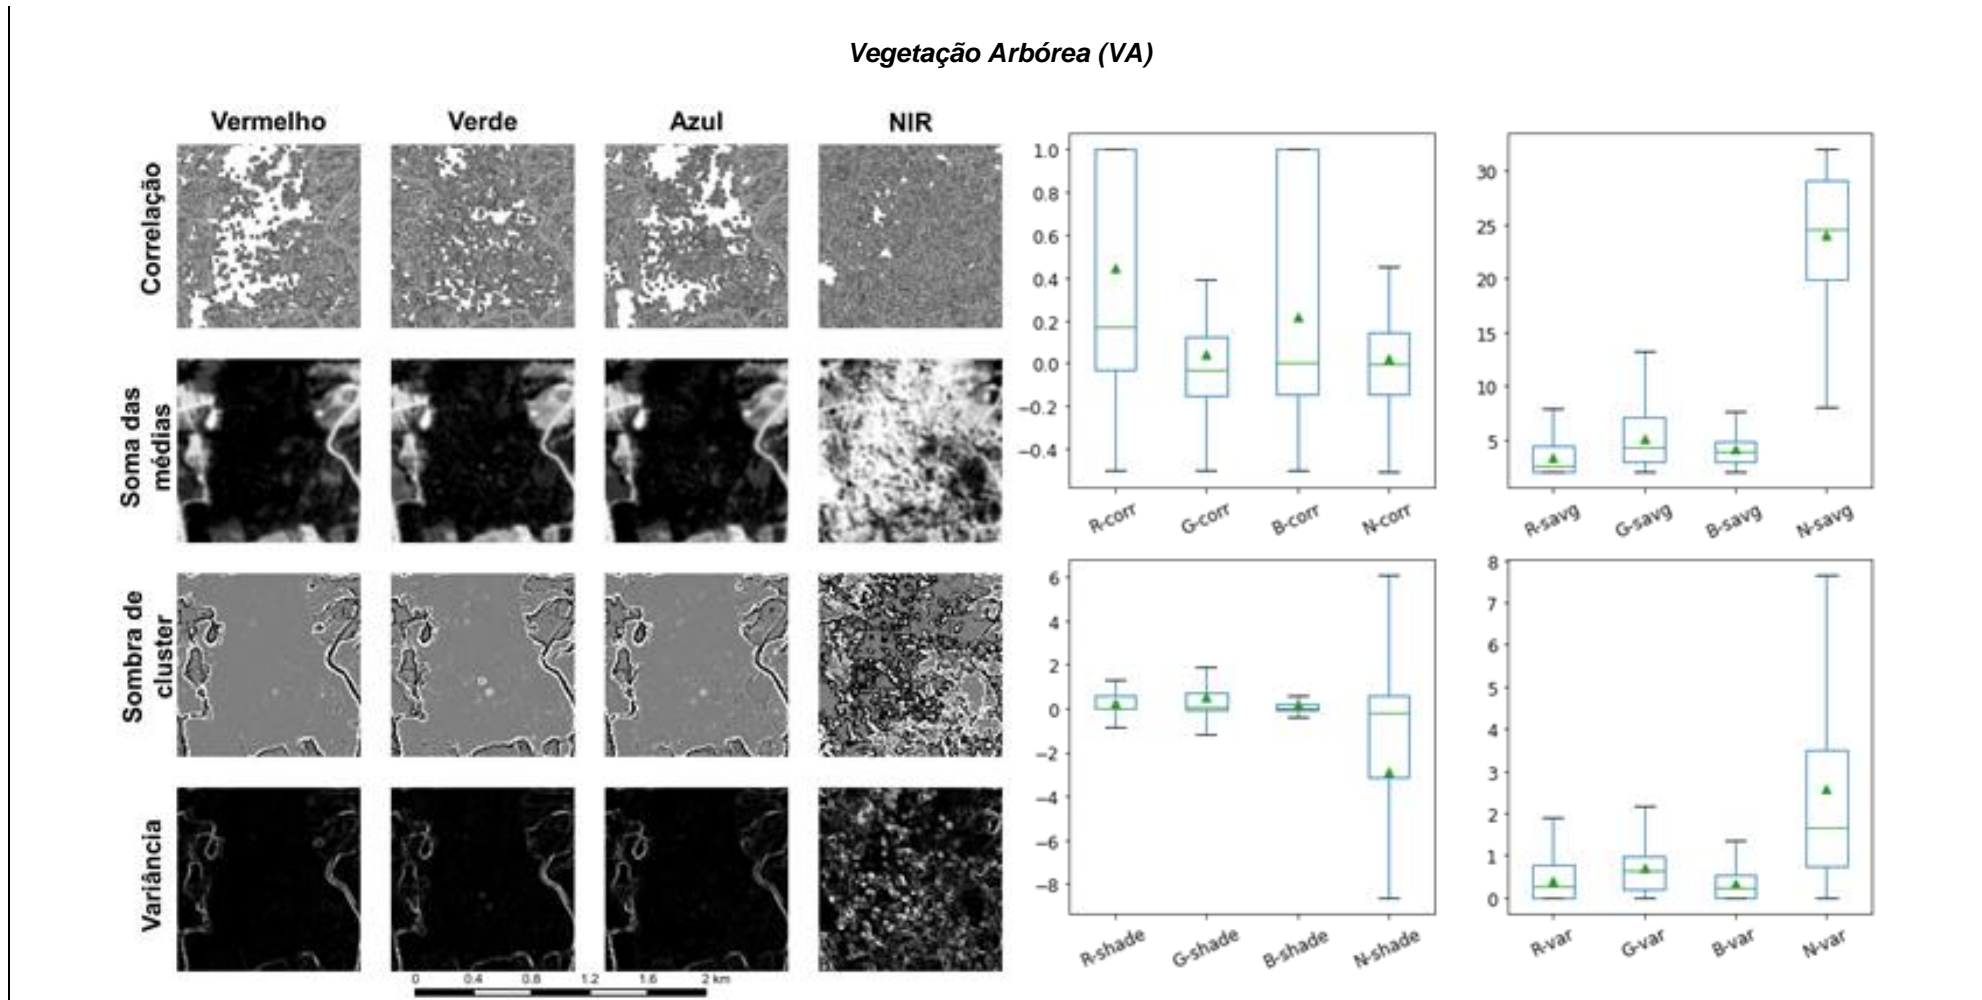 Vegetação Arbórea (VA)
Vermelho Verde Azul NIR
Correlação
Soma das
médias
Sombra de
cluster
Variância
0 0.4 0.8 1.2 1.6 2 km
1.0
0.8
0.6
0.4
0.2
0.0
−0.2
−0.4
R-corr G-corr B-corr N-corr
30
25
20
15
10
5
R-savg G-savg B-savg N-savg
6
4
2
0
−2
−4
−6
−8
R-shade G-shade B-shade N-shade
8
7
6
5
4
3
2
1
0
R-var G-var B-var N-var